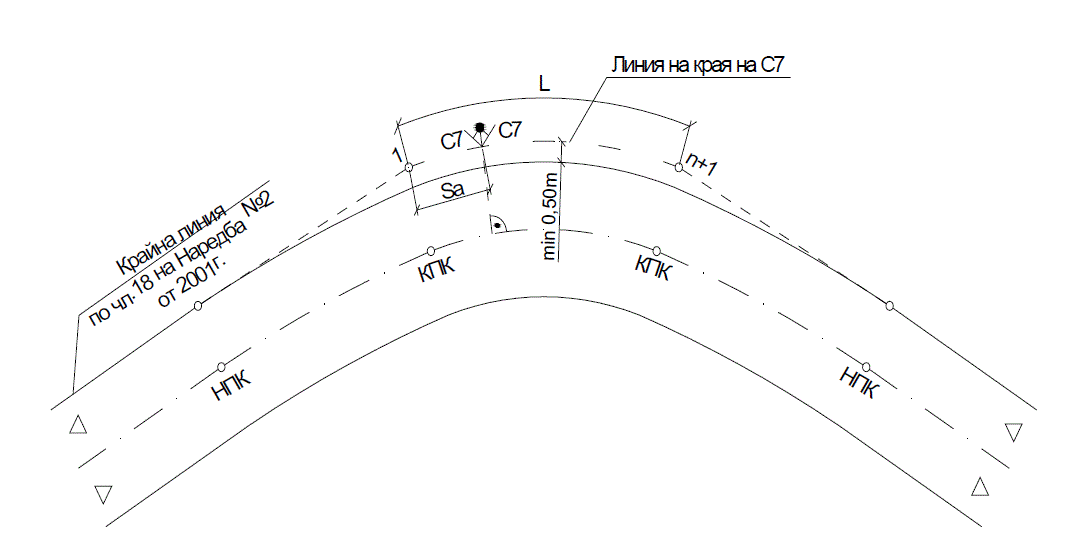 Линия на края на С7
L
С7 С7
1
n+1
Sa
min 0,50m
Крайна линия
по чл.18 на Наредба №2
от 2001г.
КПК
КПК
НПК
НПК